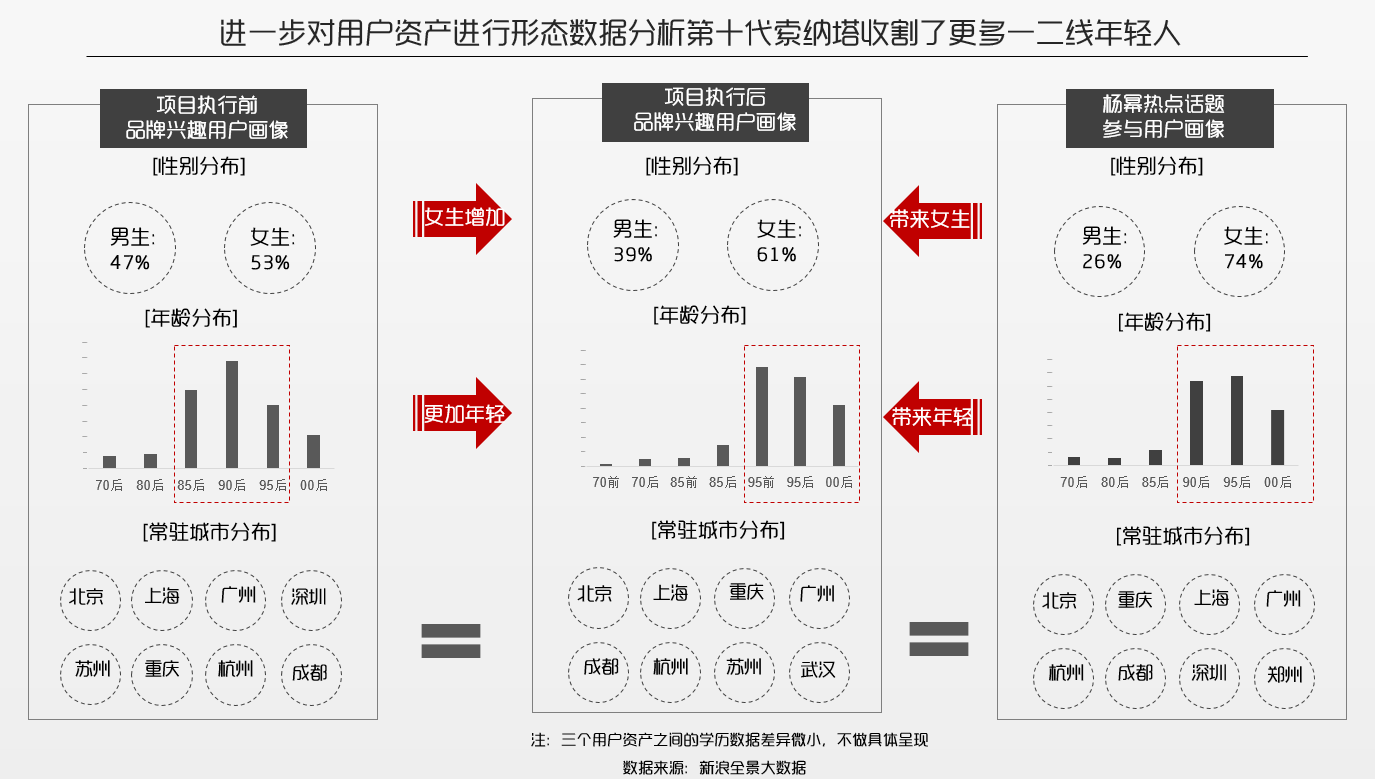 进一步对用户资产进行形态数据分析第十代索纳塔收割了更多一二线年轻人
项目执行前
品牌兴趣用户画像
[性别分布]
男生:
47%
女生:
53%
[年龄分布]
70后 80后 85后 90后 95后 00后
[常驻城市分布]
北京 上海 广州 深圳
苏州 重庆 杭州 成都
女生增加
更加年轻
项目执行后
品牌兴趣用户画像
[性别分布]
男生:
39%
女生:
61%
[年龄分布]
70前 70后 85前 85后 95前 95后 00后
[常驻城市分布]
北京 上海 重庆 广州
成都 杭州 苏州 武汉
带来女生
带来年轻
杨幂热点话题
参与用户画像
[性别分布]
男生:
26%
女生:
74%
[年龄分布]
70后 80后 85后 90后 95后 00后
[常驻城市分布]
北京 重庆 上海 广州
杭州 成都 深圳 郑州
注：三个用户资产之间的学历数据差异微小，不做具体呈现
数据来源：新浪全景大数据